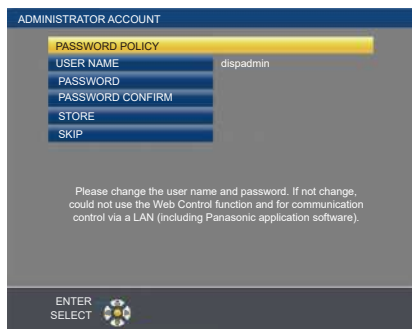 ADMINISTRATOR ACCOUNT
PASSWORD POLICY
USER NAME dispadmin
PASSWORD
PASSWORD CONFIRM
STORE
SKIP
Please change the user name and password. If not change,
could not use the Web Control function and for communication
control via a LAN (including Panasonic application software).
ENTER
SELECT